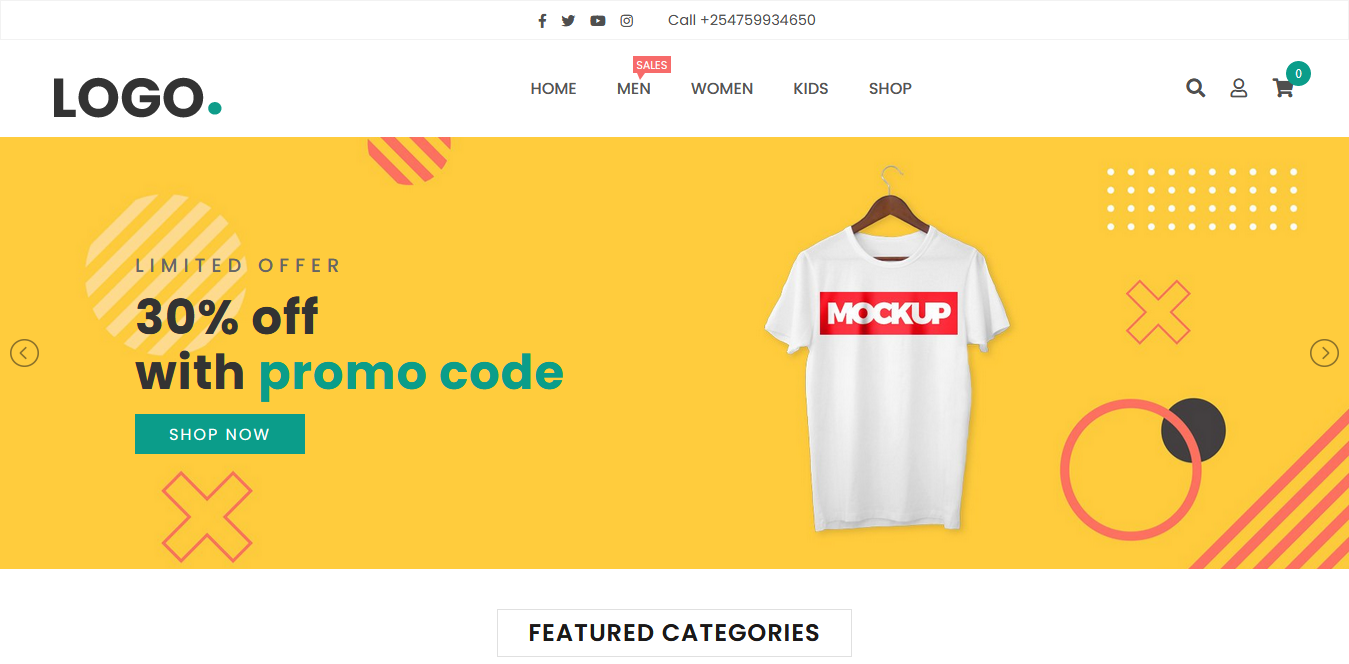 Call +254759934650
LOGO.
SALES
HOME MEN WOMEN KIDS SHOP
0
LIMITED OFFER
30% off
with promo code
SHOP NOW
MOCKUP
FEATURED CATEGORIES